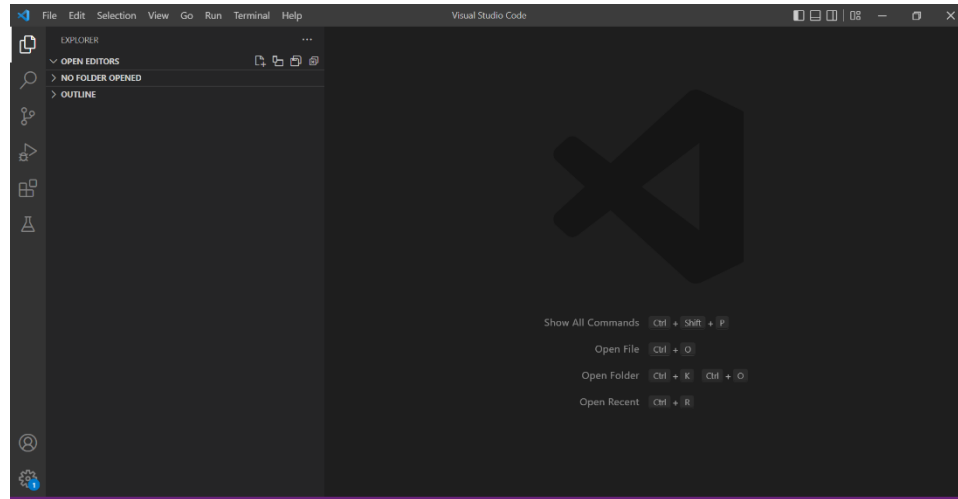 File Edit Selection View Go Run Terminal Help Visual Studio Code
EXPLORER
OPEN EDITORS
NO FOLDER OPENED
OUTLINE
Show All Commands Ctrl + Shift + P
Open File Ctrl + O
Open Folder Ctrl + K Ctrl + O
Open Recent Ctrl + R
1